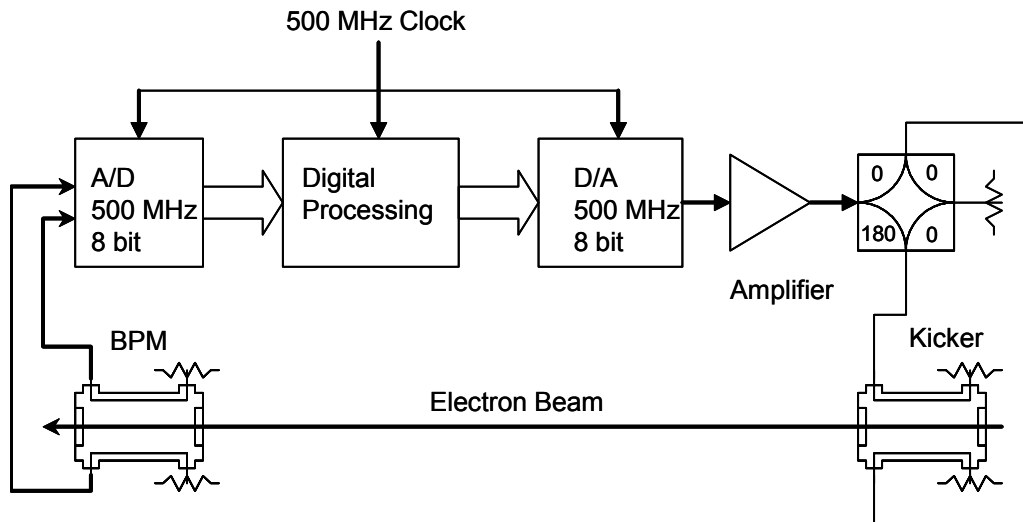 500 MHz Clock
A/D
500 MHz
8 bit
Digital
Processing
D/A
500 MHz
8 bit
0 0
180 0
Amplifier
BPM
Kicker
Electron Beam